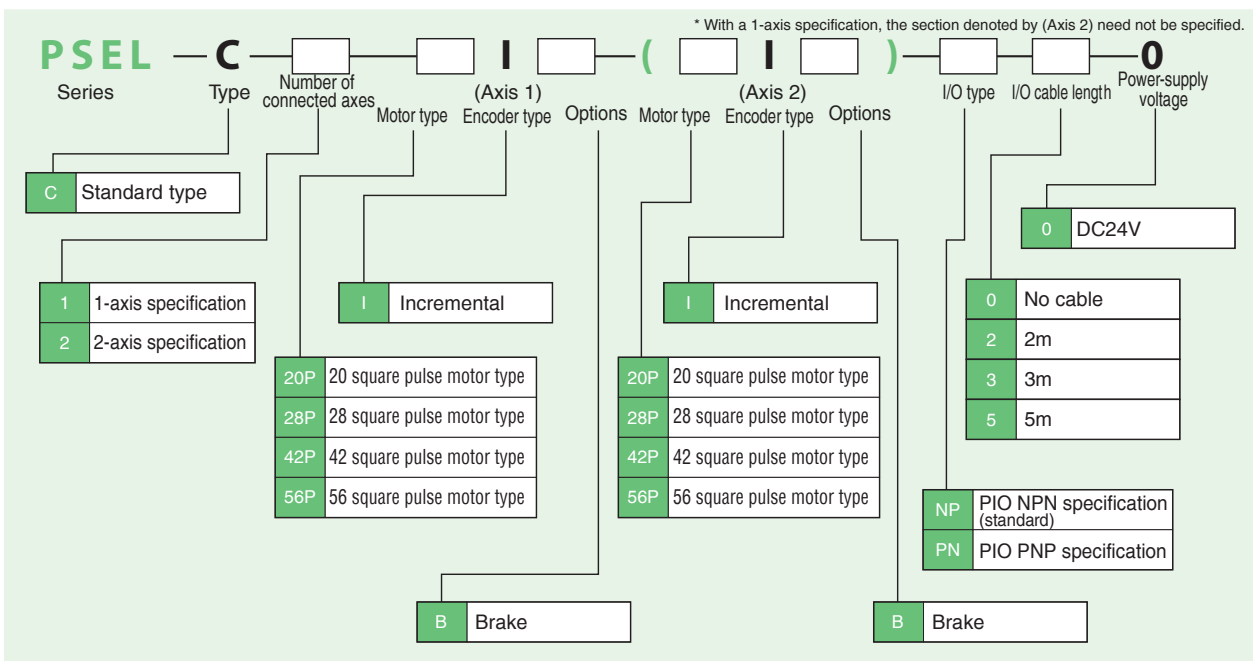 * With a 1-axis specification, the section denoted by (Axis 2) need not be specified.
PSEL — C — — I — ( I ) — — — 0
Series
Type
Number of
connected axes
Motor type
(Axis 1)
Encoder type
Options
Motor type
(Axis 2)
Encoder type
Options
I/O type
I/O cable length
Power-supply
voltage
C Standard type
1 1-axis specification
2 2-axis specification
I Incremental
20P 20 square pulse motor type
28P 28 square pulse motor type
42P 42 square pulse motor type
56P 56 square pulse motor type
B Brake
I Incremental
20P 20 square pulse motor type
28P 28 square pulse motor type
42P 42 square pulse motor type
56P 56 square pulse motor type
B Brake
NP PIO NPN specification
(standard)
PN PIO PNP specification
0 No cable
2 2m
3 3m
5 5m
0 DC24V